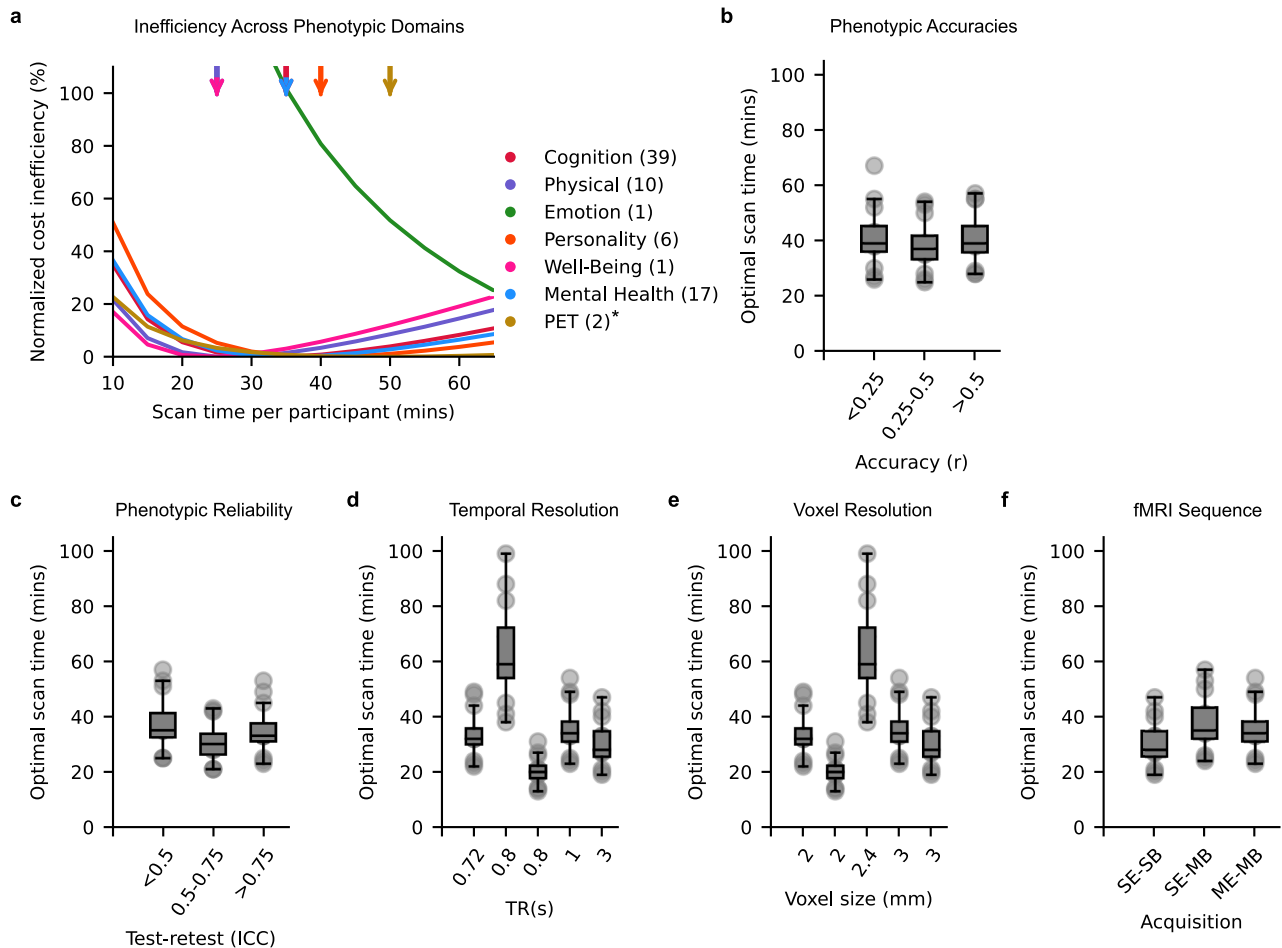 a
Inefficiency Across Phenotypic Domains
Normalized cost inefficiency (%)
100
80
60
40
20
0
10 20 30 40 50 60
Scan time per participant (mins)
Cognition (39)
Physical (10)
Emotion (1)
Personality (6)
Well-Being (1)
Mental Health (17)
PET (2)*
b
Phenotypic Accuracies
Optimal scan time (mins)
100
80
60
40
20
0
<0.25 0.25-0.5 >0.5
Accuracy (r)
c
Phenotypic Reliability
Optimal scan time (mins)
100
80
60
40
20
0
<0.5 0.5-0.75 >0.75
Test-retest (ICC)
d
Temporal Resolution
Optimal scan time (mins)
100
80
60
40
20
0
0.72 0.8 0.8 1 3
TR(s)
e
Voxel Resolution
Optimal scan time (mins)
100
80
60
40
20
0
2 2 2.4 3 3
Voxel size (mm)
f
fMRI Sequence
Optimal scan time (mins)
100
80
60
40
20
0
SE-SB SE-MB ME-MB
Acquisition